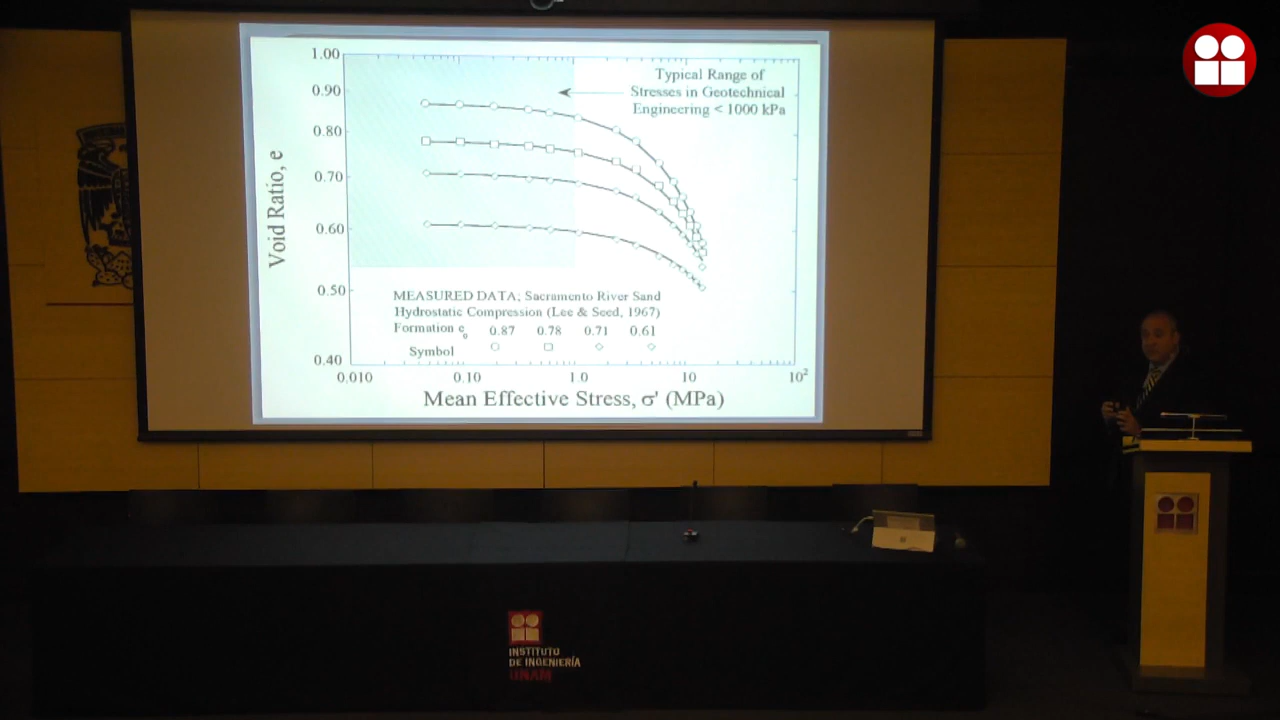 1.00
0.90
0.80
0.70
0.60
0.50
0.40
Void Ratio, e
Typical Range of
Stresses in Geotechnical
Engineering < 1000 kPa
MEASURED DATA; Sacramento River Sand
Hydrostatic Compression (Lee & Seed, 1967)
Formation e0 0.87 0.78 0.71 0.61
Symbol
0.010 0.10 1.0 10 10²
Mean Effective Stress, σ' (MPa)
INSTITUTO
DE INGENIERÍA
UNAM